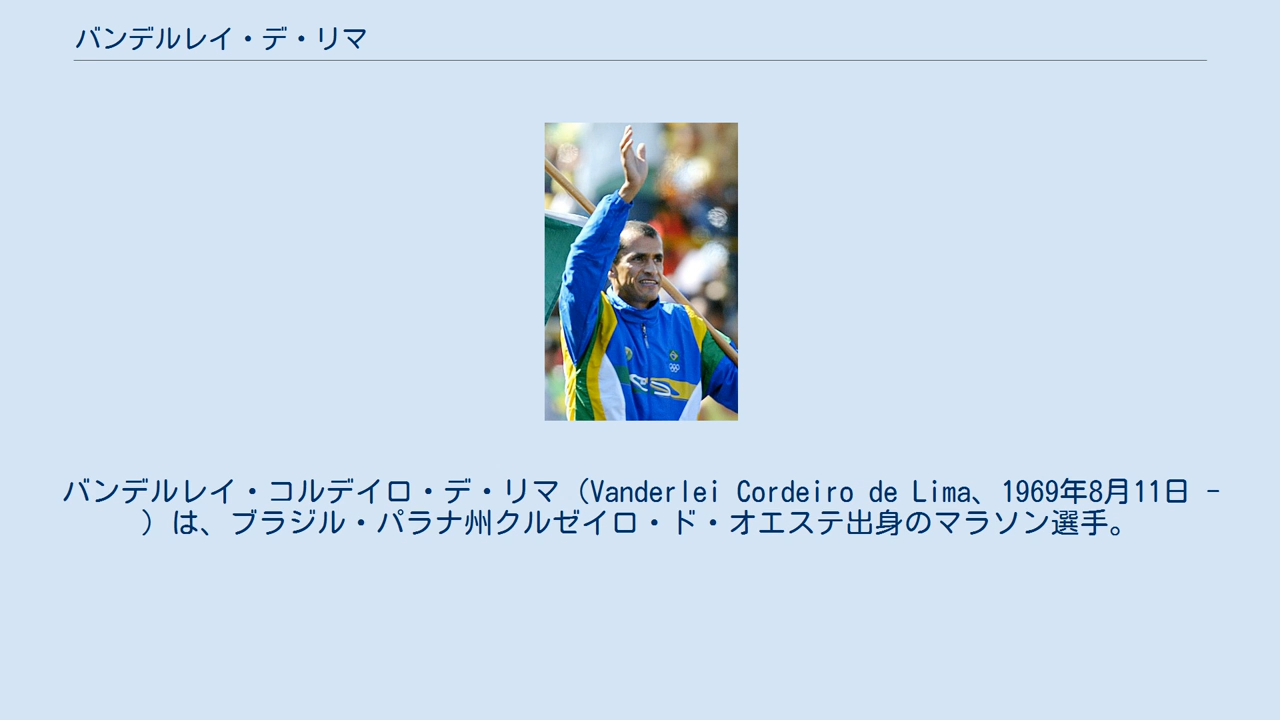 バンデルレイ・デ・リマ
バンデルレイ・コルデイロ・デ・リマ（Vanderlei Cordeiro de Lima、1969年8月11日 -
）は、ブラジル・パラナ州クルゼイロ・ド・オエステ出身のマラソン選手。